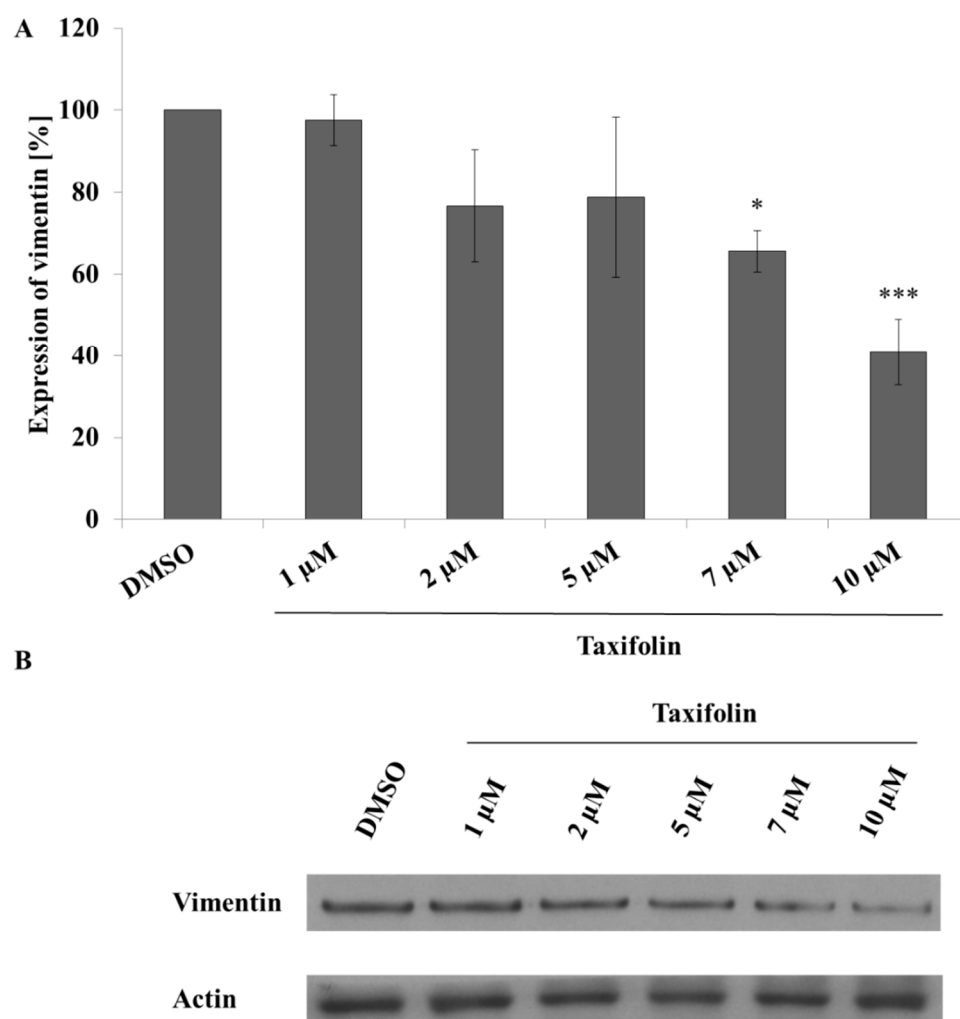 A
120
100
80
60
40
20
0
Expression of vimentin [%]
*
***
DMSO
1 µM
2 µM
5 µM
7 µM
10 µM
Taxifolin
B
Taxifolin
DMSO
1 µM
2 µM
5 µM
7 µM
10 µM
Vimentin
Actin